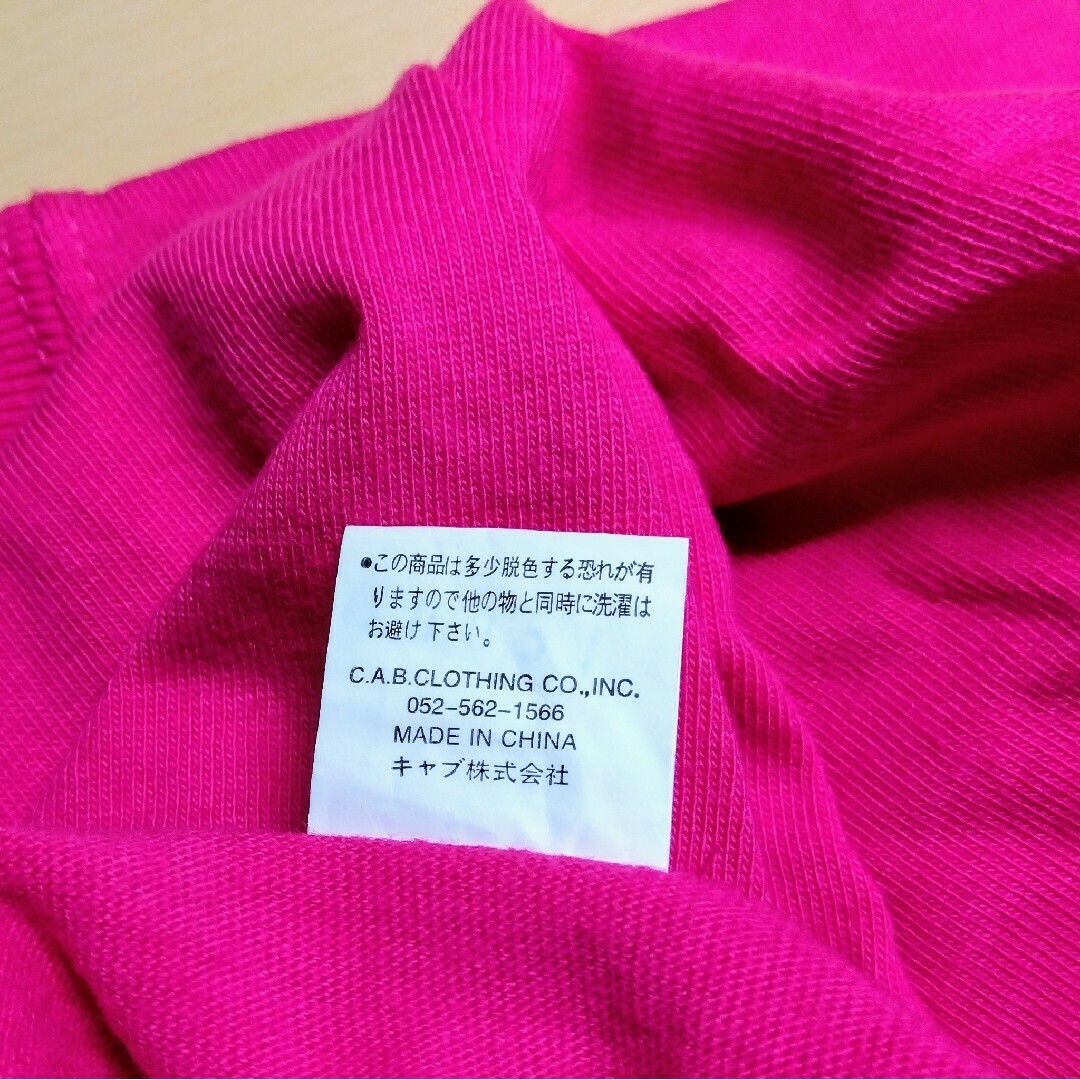 ●この商品は多少脱色する恐れが有
りますので他の物と同時に洗濯は
お避け下さい。
C.A.B.CLOTHING CO.,INC.
052-562-1566
MADE IN CHINA
キャブ株式会社